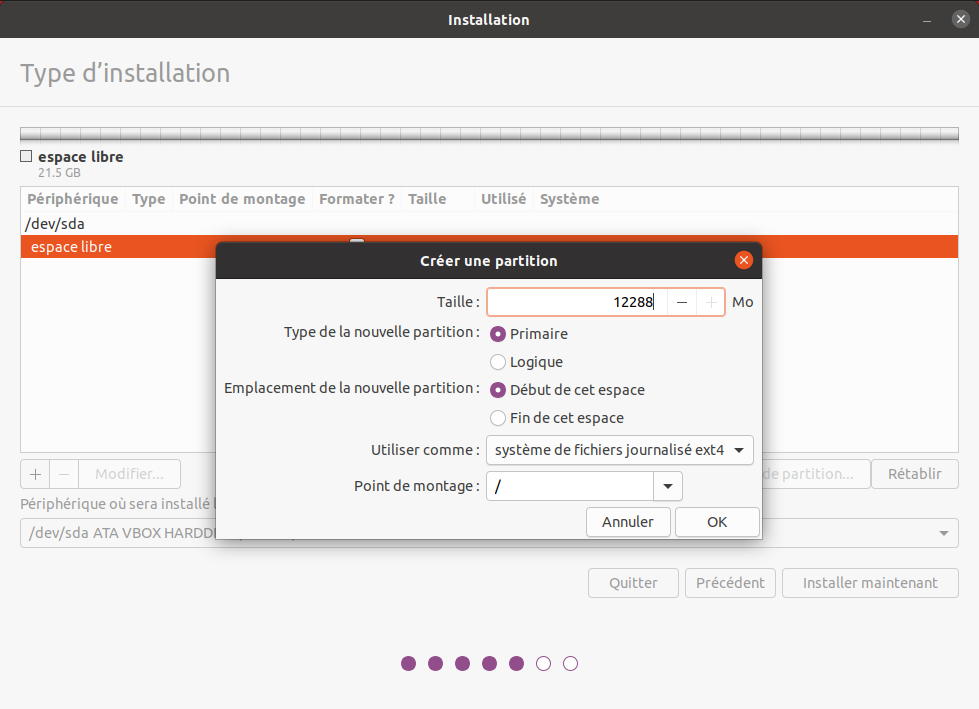 Installation
Type d’installation
espace libre
21.5 GB
Périphérique Type Point de montage Formater ? Taille Utilisé Système
/dev/sda
espace libre
Créer une partition
Taille : 12288 — + Mo
Type de la nouvelle partition : Primaire
Logique
Emplacement de la nouvelle partition : Début de cet espace
Fin de cet espace
Utiliser comme : système de fichiers journalisé ext4
Point de montage : /
Annuler OK
+ — Modifier... de partition... Rétablir
Périphérique où sera installé
/dev/sda ATA VBOX HARDD
Quitter Précédent Installer maintenant